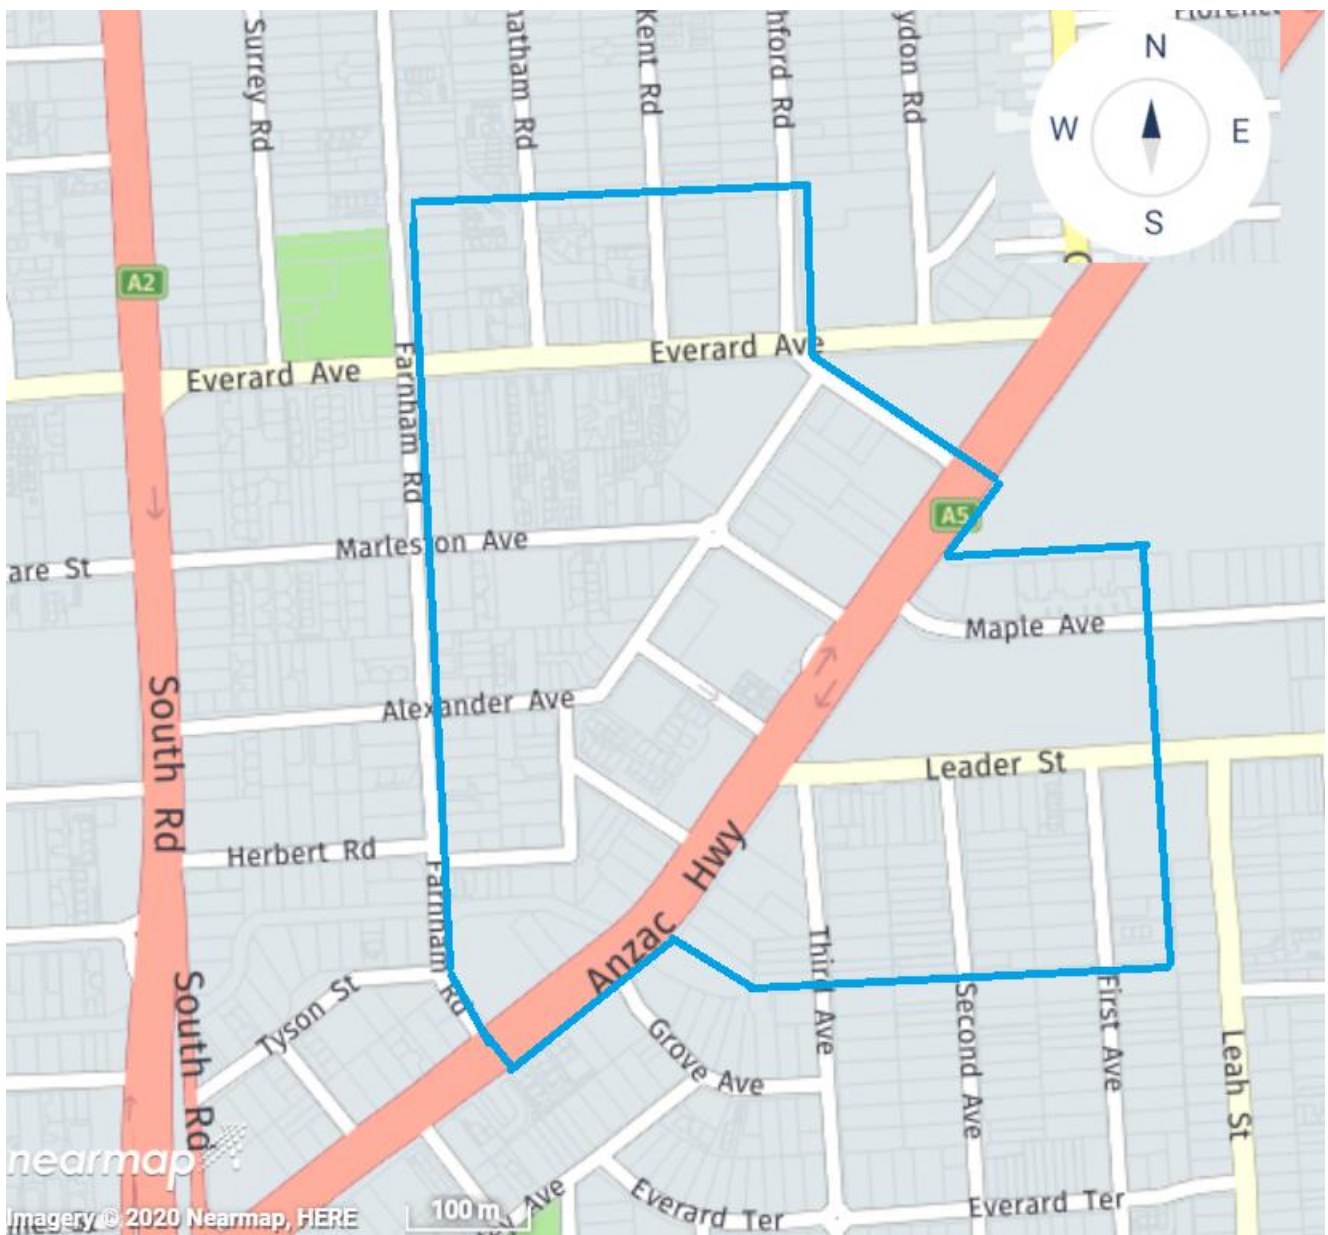 Surrey Rd
Kent Rd
N
W
E
S
A2
Everard Ave
Everard Ave
Farnham Rd
A5
Marleston Ave
Maple Ave
South Rd
Alexander Ave
Leader St
Herbert Rd
Anzac Hwy
Farnham Rd
Third Ave
South Rd
Tyson St
Second Ave
First Ave
Grove Ave
Leah St
nearmap
Everard Ter
Everard Ter
Ave
100 m
Imagery © 2020 Nearmap, HERE